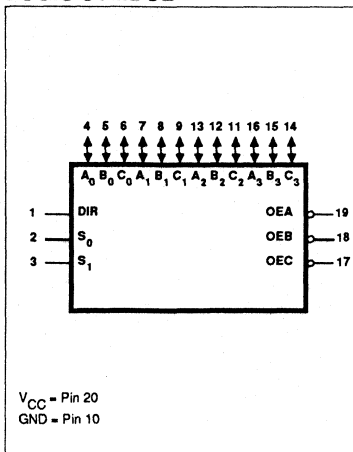 4 5 6 7 8 9 13 12 11 16 15 14
A0 B0 C0 A1 B1 C1 A2 B2 C2 A3 B3 C3
1 DIR OEA 19
2 S0 OEB 18
3 S1 OEC 17
VCC = Pin 20
GND = Pin 10